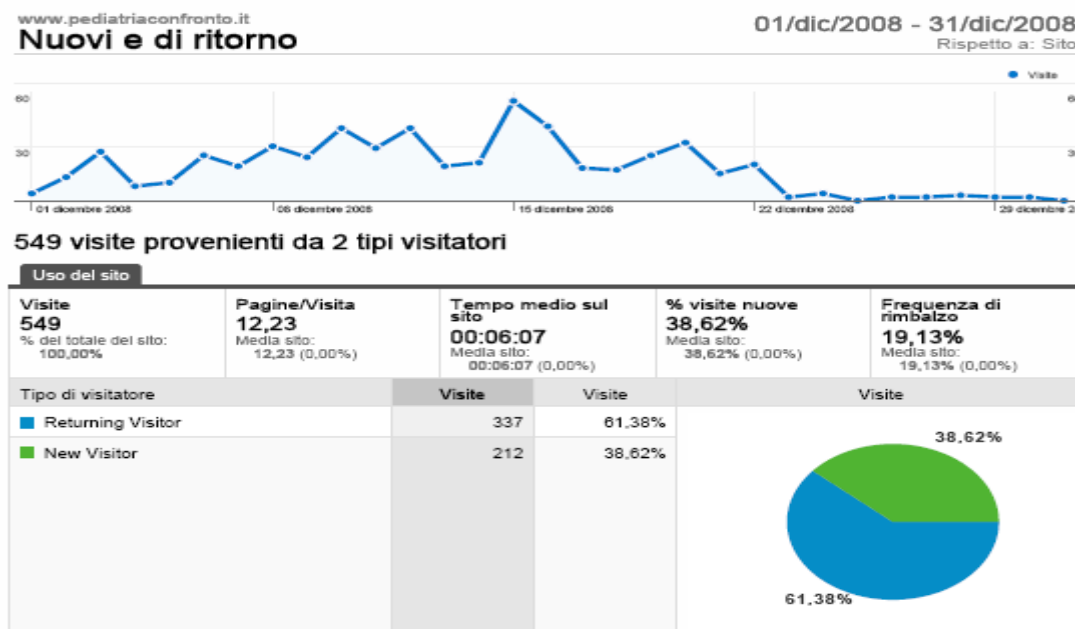 www.pediatriaconfronto.it
Nuovi e di ritorno
01/dic/2008 - 31/dic/2008
Rispetto a: Sito
Visite
60
30
01 dicembre 2008
08 dicembre 2008
15 dicembre 2008
22 dicembre 2008
29 dicembre 2
549 visite provenienti da 2 tipi visitatori
Uso del sito
Visite
549
% del totale del sito:
100,00%
Pagine/Visita
12,23
Media sito:
12,23 (0,00%)
Tempo medio sul
sito
00:06:07
Media sito:
00:06:07 (0,00%)
% visite nuove
38,62%
Media sito:
38,62% (0,00%)
Frequenza di
rimbalzo
19,13%
Media sito:
19,13% (0,00%)
Tipo di visitatore Visite Visite Visite
Returning Visitor 337 61,38%
New Visitor 212 38,62%
38,62%
61,38%